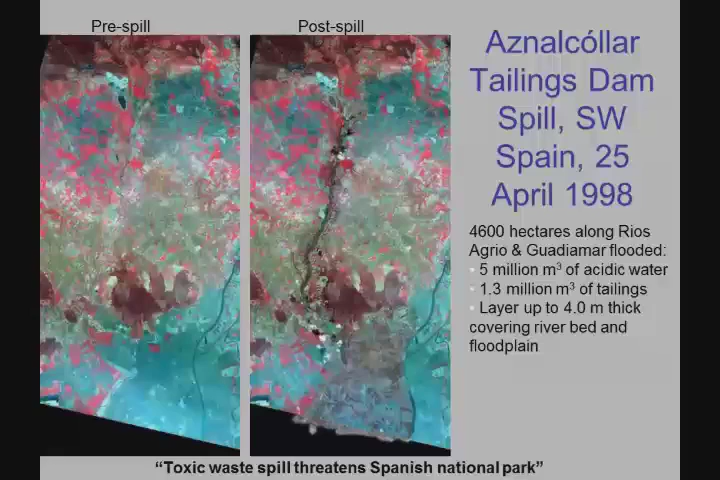 Pre-spill
Post-spill
Aznalcóllar
Tailings Dam
Spill, SW
Spain, 25
April 1998
4600 hectares along Rios
Agrio & Guadiamar flooded:
• 5 million m³ of acidic water
• 1.3 million m³ of tailings
• Layer up to 4.0 m thick
covering river bed and
floodplain
“Toxic waste spill threatens Spanish national park”